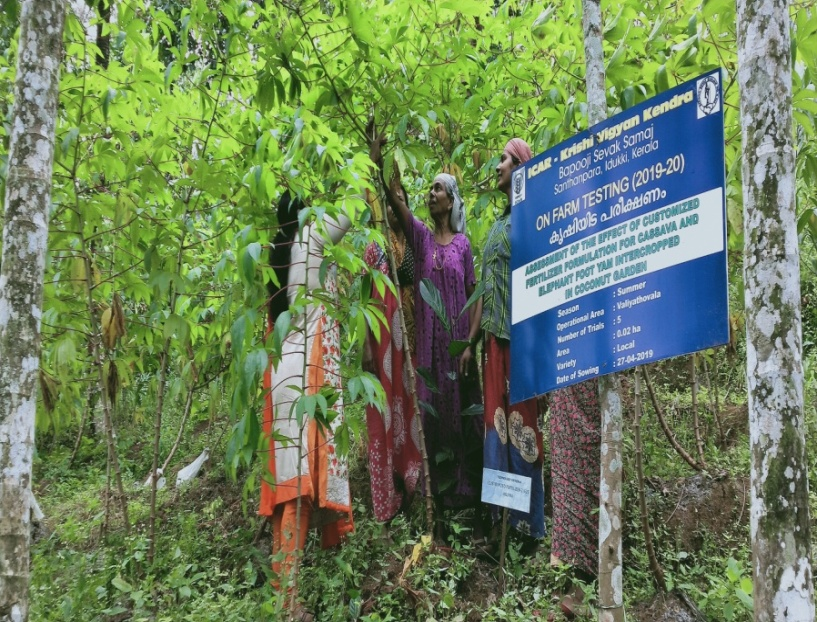 ICAR - Krishi Vigyan Kendra
Bapooji Sevak Samaj
Santhanpara, Idukki, Kerala
ON FARM TESTING (2019-20)
കൃഷിയിട പരീക്ഷണം
ASSESSMENT OF THE EFFECT OF CUSTOMIZED
FERTILIZER FORMULATION FOR CASSAVA AND
ELEPHANT FOOT YAM INTERCROPPED
IN COCONUT GARDEN
Season : Summer
Operational Area : Valiyathovala
Number of Trials : 5
Area : 0.02 ha
Variety : Local
Date of Sowing : 27-04-2019